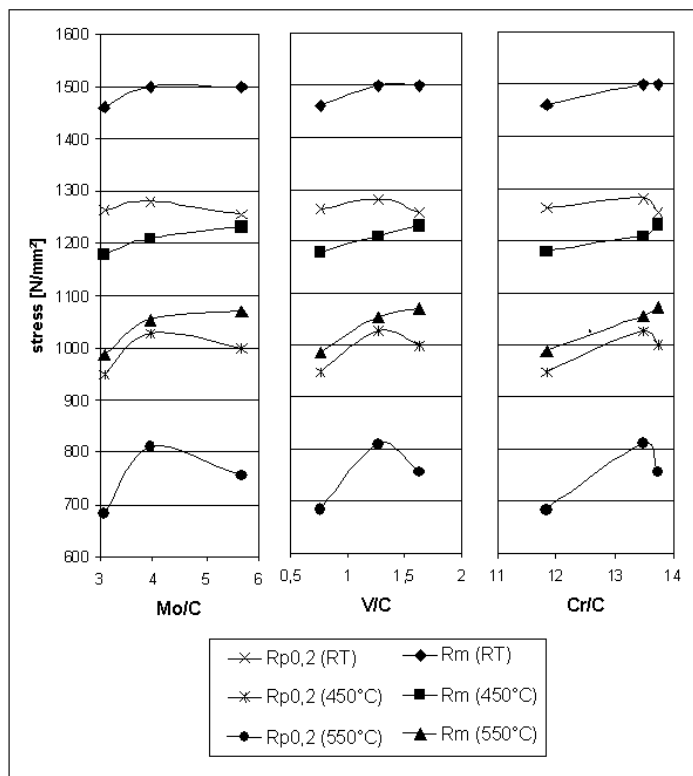 1600
1500
1400
1300
1200
1100
1000
900
800
700
600
stress [N/mm²]
3 4 5 6
Mo/C
0,5 1 1,5 2
V/C
11 12 13 14
Cr/C
Rp0,2 (RT) Rm (RT)
Rp0,2 (450°C) Rm (450°C)
Rp0,2 (550°C) Rm (550°C)